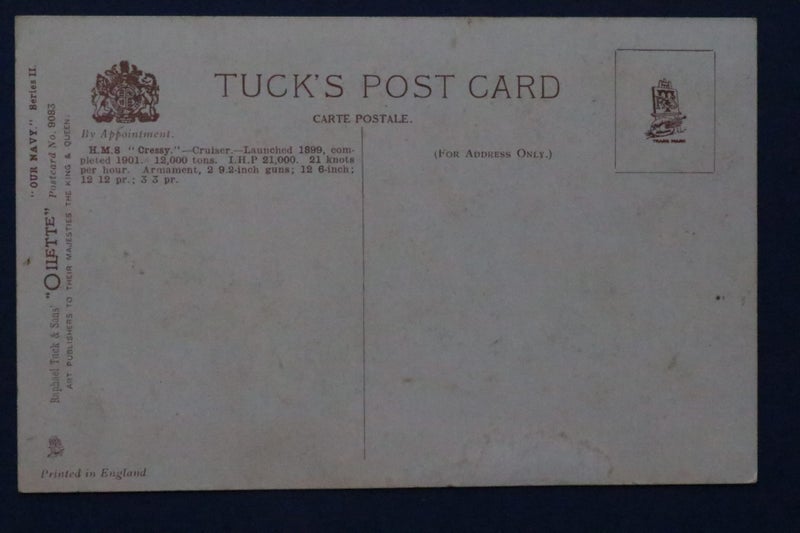 TUCK'S POST CARD
CARTE POSTALE.
By Appointment.
H.M.S "Cressy."—Cruiser.—Launched 1899, com-
pleted 1901. 12,000 tons. I.H.P 21,000. 21 knots
per hour. Armament, 2 9.2-inch guns; 12 6-inch;
12 12 pr.; 3 3 pr.
(FOR ADDRESS ONLY.)
TRADE MARK
"OUR NAVY." Series II.
Raphael Tuck & Sons' "OILETTE" Postcard No. 9083
ART PUBLISHERS TO THEIR MAJESTIES THE KING & QUEEN.
Printed in England